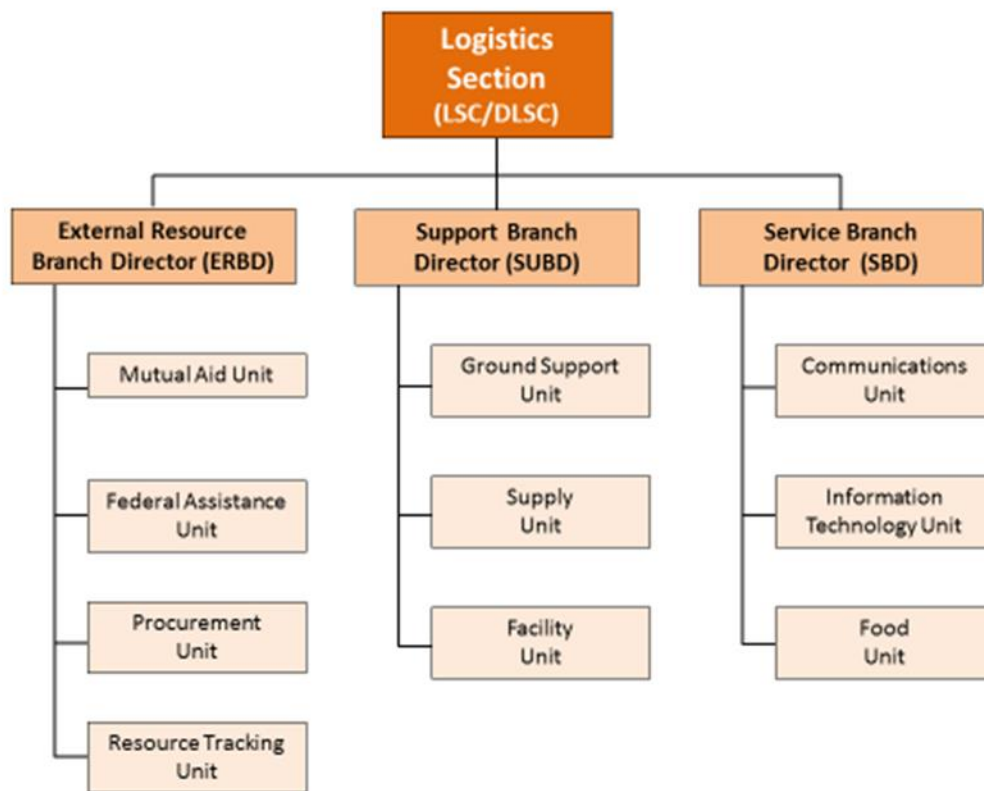 Logistics
Section
(LSC/DLSC)
External Resource
Branch Director (ERBD)
Mutual Aid Unit
Federal Assistance
Unit
Procurement
Unit
Resource Tracking
Unit
Support Branch
Director (SUBD)
Ground Support
Unit
Supply
Unit
Facility
Unit
Service Branch
Director (SBD)
Communications
Unit
Information
Technology Unit
Food
Unit